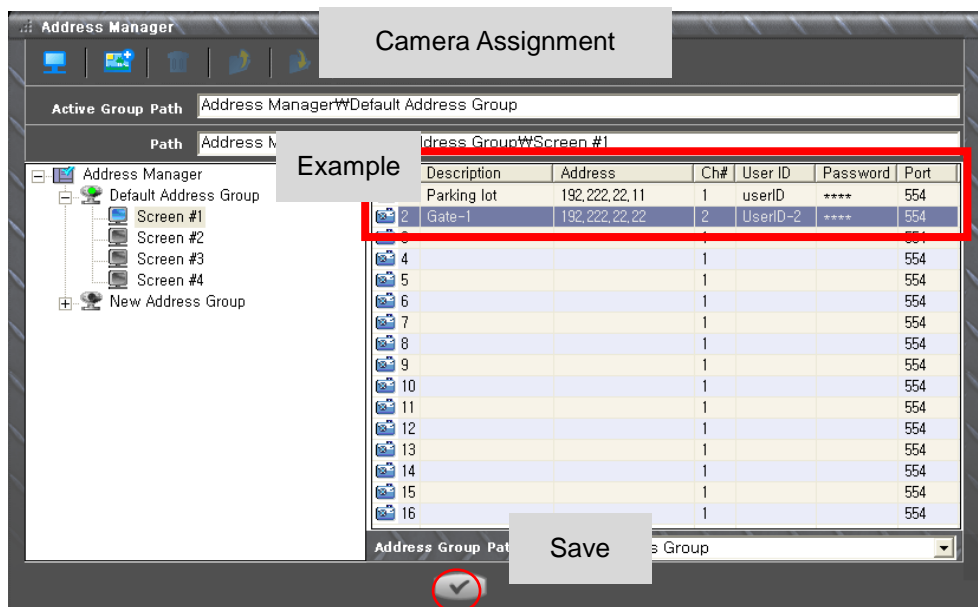 Address Manager
Camera Assignment
Active Group Path Address Manager₩Default Address Group
Path Address M dress Group₩Screen #1
Example
Address Manager
Default Address Group
Screen #1
Screen #2
Screen #3
Screen #4
New Address Group
Description Address Ch# User ID Password Port
Parking lot 192,222,22,11 1 userID **** 554
2 Gate-1 192,222,22,22 2 UserID-2 **** 554
3 1 554
4 1 554
5 1 554
6 1 554
7 1 554
8 1 554
9 1 554
10 1 554
11 1 554
12 1 554
13 1 554
14 1 554
15 1 554
16 1 554
Address Group Pat s Group
Save